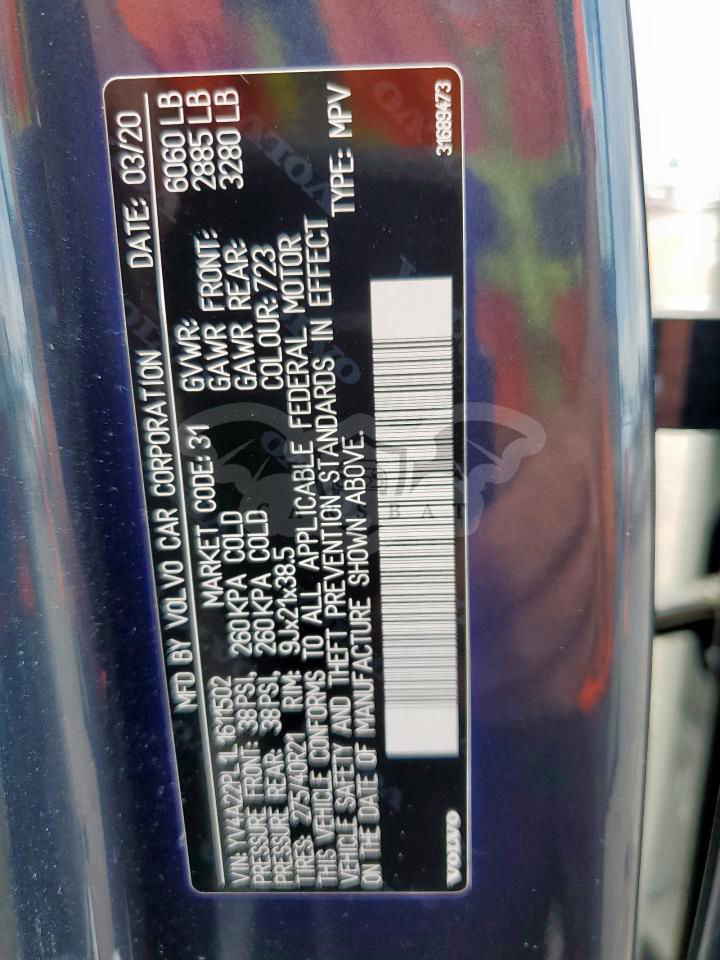 MFD BY VOLVO CAR CORPORATION DATE: 03/20
VIN: YV4A22PL1L1611502 MARKET CODE: 31 GVWR: 6060 LB
PRESSURE FRONT: 38PSI, 260KPA COLD GAWR FRONT: 2885 LB
PRESSURE REAR: 38PSI, 260KPA COLD GAWR REAR: 3280 LB
TIRES: 275/40R21 RIM: 9Jx21x38.5 COLOUR: 723
THIS VEHICLE CONFORMS TO ALL APPLICABLE FEDERAL MOTOR
VEHICLE SAFETY AND THEFT PREVENTION STANDARDS IN EFFECT
ON THE DATE OF MANUFACTURE SHOWN ABOVE. TYPE: MPV
VOLVO 31689473